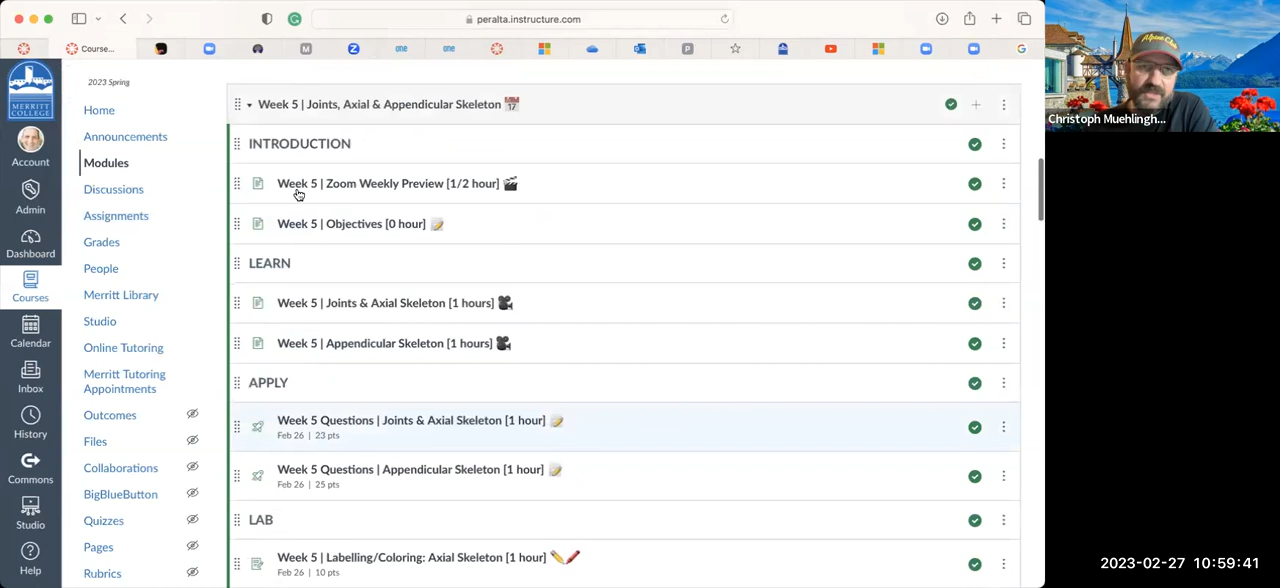 peralta.instructure.com
Course...
MERRITT
COLLEGE
Account
Admin
Dashboard
Courses
Calendar
Inbox
History
Commons
Studio
Help
2023 Spring
Home
Announcements
Modules
Discussions
Assignments
Grades
People
Merritt Library
Studio
Online Tutoring
Merritt Tutoring
Appointments
Outcomes
Files
Collaborations
BigBlueButton
Quizzes
Pages
Rubrics
Week 5 | Joints, Axial & Appendicular Skeleton
INTRODUCTION
Week 5 | Zoom Weekly Preview [1/2 hour]
Week 5 | Objectives [0 hour]
LEARN
Week 5 | Joints & Axial Skeleton [1 hours]
Week 5 | Appendicular Skeleton [1 hours]
APPLY
Week 5 Questions | Joints & Axial Skeleton [1 hour]
Feb 26 | 23 pts
Week 5 Questions | Appendicular Skeleton [1 hour]
Feb 26 | 25 pts
LAB
Week 5 | Labelling/Coloring: Axial Skeleton [1 hour]
Feb 26 | 10 pts
Christoph Muehlingh...
2023-02-27 10:59:41